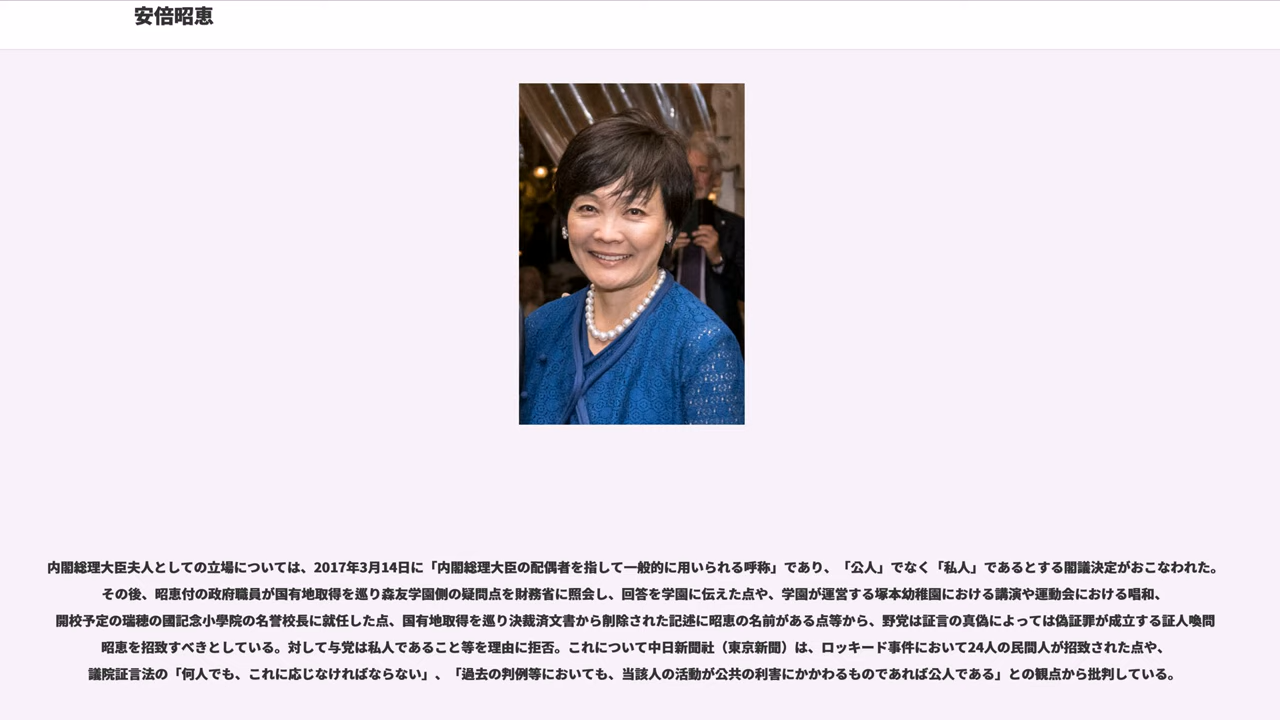 安倍昭恵
内閣総理大臣夫人としての立場については、2017年3月14日に「内閣総理大臣の配偶者を指して一般的に用いられる呼称」であり、「公人」でなく「私人」であるとする閣議決定がおこなわれた。
その後、昭恵付の政府職員が国有地取得を巡り森友学園側の疑問点を財務省に照会し、回答を学園に伝えた点や、学園が運営する塚本幼稚園における講演や運動会における唱和、
開校予定の瑞穂の國記念小學院の名誉校長に就任した点、国有地取得を巡り決裁済文書から削除された記述に昭恵の名前がある点等から、野党は証言の真偽によっては偽証罪が成立する証人喚問
昭恵を招致すべきとしている。対して与党は私人であること等を理由に拒否。これについて中日新聞社（東京新聞）は、ロッキード事件において24人の民間人が招致された点や、
議院証言法の「何人でも、これに応じなければならない」、「過去の判例等においても、当該人の活動が公共の利害にかかわるものであれば公人である」との観点から批判している。